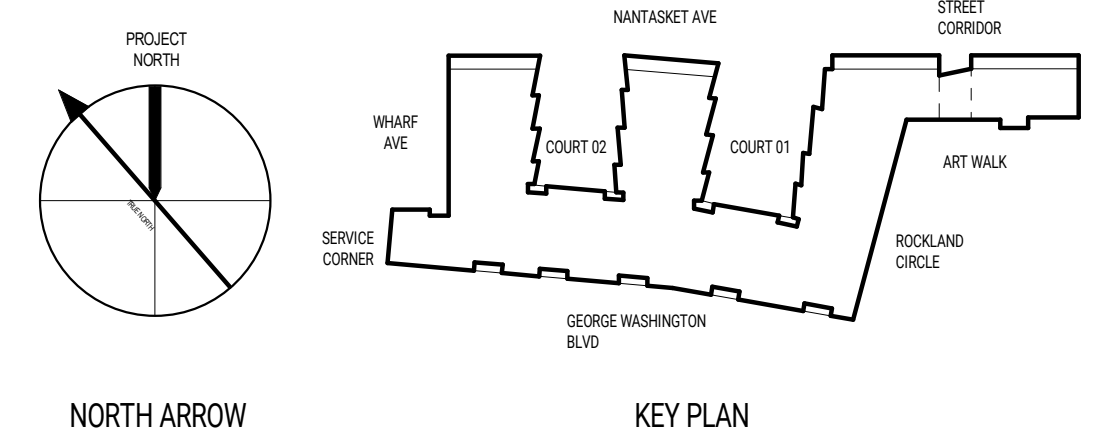 PROJECT
NORTH
TRUE NORTH
NORTH ARROW
STREET
CORRIDOR
NANTASKET AVE
WHARF
AVE
COURT 02
COURT 01
ART WALK
SERVICE
CORNER
ROCKLAND
CIRCLE
GEORGE WASHINGTON
BLVD
KEY PLAN